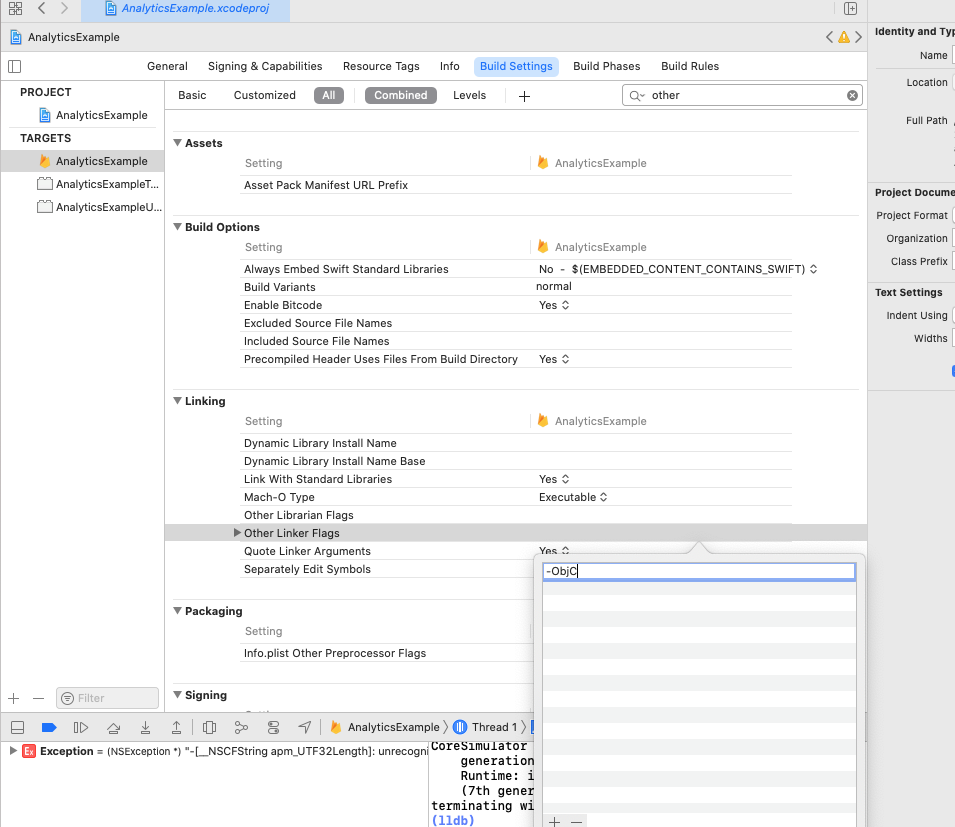 AnalyticsExample.xcodeproj
AnalyticsExample
General Signing & Capabilities Resource Tags Info Build Settings Build Phases Build Rules
PROJECT
AnalyticsExample
TARGETS
AnalyticsExample
AnalyticsExampleT...
AnalyticsExampleU...
Filter
Basic Customized All Combined Levels + other
Assets
Setting AnalyticsExample
Asset Pack Manifest URL Prefix
Build Options
Setting AnalyticsExample
Always Embed Swift Standard Libraries No - $(EMBEDDED_CONTENT_CONTAINS_SWIFT)
Build Variants normal
Enable Bitcode Yes
Excluded Source File Names
Included Source File Names
Precompiled Header Uses Files From Build Directory Yes
Linking
Setting AnalyticsExample
Dynamic Library Install Name
Dynamic Library Install Name Base
Link With Standard Libraries Yes
Mach-O Type Executable
Other Librarian Flags
Other Linker Flags
Quote Linker Arguments Yes
Separately Edit Symbols
-ObjC
Packaging
Setting
Info.plist Other Preprocessor Flags
Signing
Identity and Typ
Name
Location
Full Path
Project Docume
Project Format
Organization
Class Prefix
Text Settings
Indent Using
Widths
AnalyticsExample Thread 1
Ex Exception = (NSException *) "-[__NSCFString apm_UTF32Length]: unrecogni
CoreSimulator
generation
Runtime: i
(7th gener
terminating wi
(lldb)